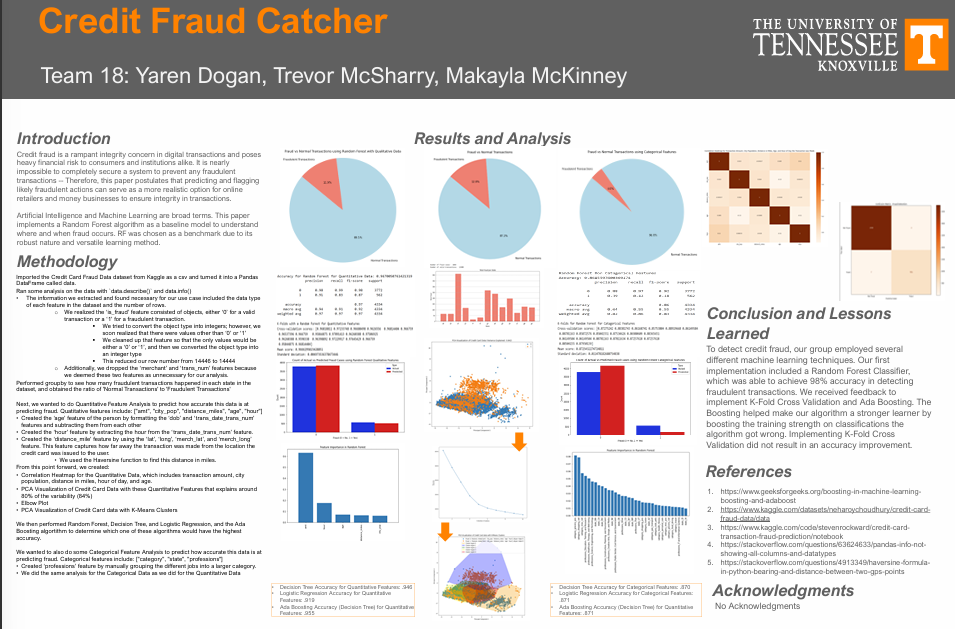 Credit Fraud Catcher
Team 18: Yaren Dogan, Trevor McSharry, Makayla McKinney
THE UNIVERSITY OF
TENNESSEE
KNOXVILLE
T
Introduction
Credit fraud is a rampant integrity concern in digital transactions and poses
heavy financial risk to consumers and institutions alike. It is nearly
impossible to completely secure a system to prevent any fraudulent
transactions -- Therefore, this paper postulates that predicting and flagging
likely fraudulent actions can serve as a more realistic option for online
retailers and money businesses to ensure integrity in transactions.
Artificial Intelligence and Machine Learning are broad terms. This paper
implements a Random Forest algorithm as a baseline model to understand
where and when fraud occurs. RF was chosen as a benchmark due to its
robust nature and versatile learning method.
Methodology
Imported the Credit Card Fraud Data dataset from Kaggle as a csv and turned it into a Pandas
DataFrame called data.
Ran some analysis on the data with `data.describe()` and data.info()
• The information we extracted and found necessary for our use case included the data type
of each feature in the dataset and the number of rows.
o We realized the 'is_fraud' feature consisted of objects, either '0' for a valid
transaction or a '1' for a fraudulent transaction.
▪ We tried to convert the object type into integers; however, we
soon realized that there were values other than '0' or '1'.
▪ We cleaned up that feature so that the only values would be
either a '0' or '1', and then we converted the object type into an
integer type
▪ This reduced our row number from 14446 to 14444
o Additionally, we dropped the 'merchant' and 'trans_num' features because
we deemed these two features as unnecessary for our analysis.
Performed groupby to see how many fraudulent transactions happened in each state in the
dataset, and obtained the ratio of 'Normal Transactions' to 'Fraudulent Transactions'
Next, we wanted to do Quantitative Feature Analysis to predict how accurate this data is at
predicting fraud. Qualitative features include: ["amt", "city_pop", "distance_miles", "age", "hour"]
• Created the 'age' feature of the person by formatting the 'dob' and 'trans_date_trans_num'
features and subtracting them from each other
• Created the 'hour' feature by extracting the hour from the 'trans_date_trans_num' feature.
• Created the 'distance_mile' feature by using the 'lat', 'long', 'merch_lat', and 'merch_long'
features. This feature captures how far away the transaction was made from the location the
credit card was issued to the user.
▪ We used the Haversine function to find this distance in miles.
From this point forward, we created:
• Correlation Heatmap for the Quantitative Data, which includes transaction amount, city
population, distance in miles, hour of day, and age.
• PCA Visualization of Credit Card Data with these Quantitative Features that explains around
80% of the variability (84%)
• Elbow Plot
• PCA Visualization of Credit Card data with K-Means Clusters
We then performed Random Forest, Decision Tree, and Logistic Regression, and the Ada
Boosting algorithm to determine which one of these algorithms would have the highest
accuracy.
We wanted to also do some Categorical Feature Analysis to predict how accurate this data is at
predicting fraud. Categorical features include: ["category", "state", "professions"]
• Created 'professions' feature by manually grouping the different jobs into a larger category.
• We did the same analysis for the Categorical Data as we did for the Quantitative Data
Results and Analysis
Fraud vs Normal Transactions using Random Forest with Qualitative Data
Fraudulent Transactions
Fraud vs Normal Transactions
Fraudulent Transactions
Fraud vs Normal Transactions using Categorical Features
Fraudulent Transactions
precision recall f1-score support
accuracy
macro avg
weighted avg
• Decision Tree Accuracy for Quantitative Features: .946
• Logistic Regression Accuracy for Quantitative
Features: .919
• Ada Boosting Accuracy (Decision Tree) for Quantitative
Features: .955
• Decision Tree Accuracy for Categorical Features: .870
• Logistic Regression Accuracy for Categorical Features:
.871
• Ada Boosting Accuracy (Decision Tree) for Categorical
Features: .871
Conclusion and Lessons
Learned
To detect credit fraud, our group employed several
different machine learning techniques. Our first
implementation included a Random Forest Classifier,
which was able to achieve 98% accuracy in detecting
fraudulent transactions. We received feedback to
implement K-Fold Cross Validation and Ada Boosting. The
Boosting helped make our algorithm a stronger learner by
boosting the training strength on classifications the
algorithm got wrong. Implementing K-Fold Cross
Validation did not result in an accuracy improvement.
References
1. https://www.geeksforgeeks.org/boosting-in-machine-learning-
boosting-and-adaboost
2. https://www.kaggle.com/datasets/neharoychoudhury/credit-card-
fraud-data/data
3. https://www.kaggle.com/code/stevenrockward/credit-card-
transaction-fraud-prediction/notebook
4. https://stackoverflow.com/questions/63624633/pandas-info-not-
showing-all-columns-and-datatypes
5. https://stackoverflow.com/questions/4913349/haversine-formula-
in-python-bearing-and-distance-between-two-gps-points
Acknowledgments
No Acknowledgments